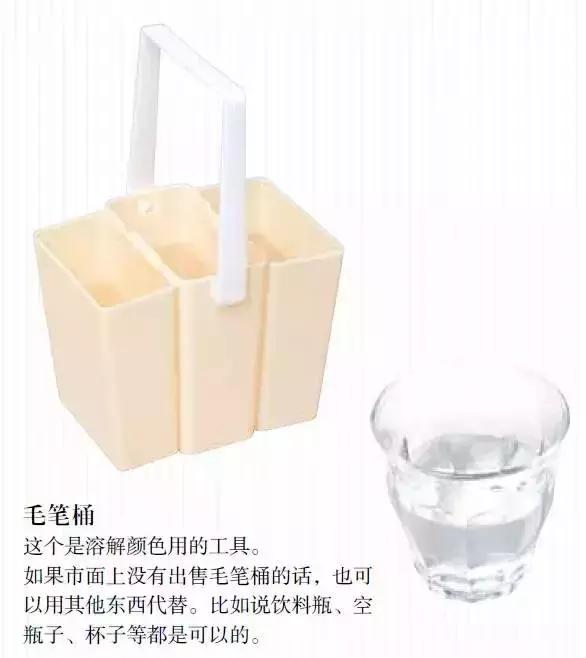 毛笔桶
这个是溶解颜色用的工具。
如果市面上没有出售毛笔桶的话，也可
以用其他东西代替。比如说饮料瓶、空
瓶子、杯子等都是可以的。